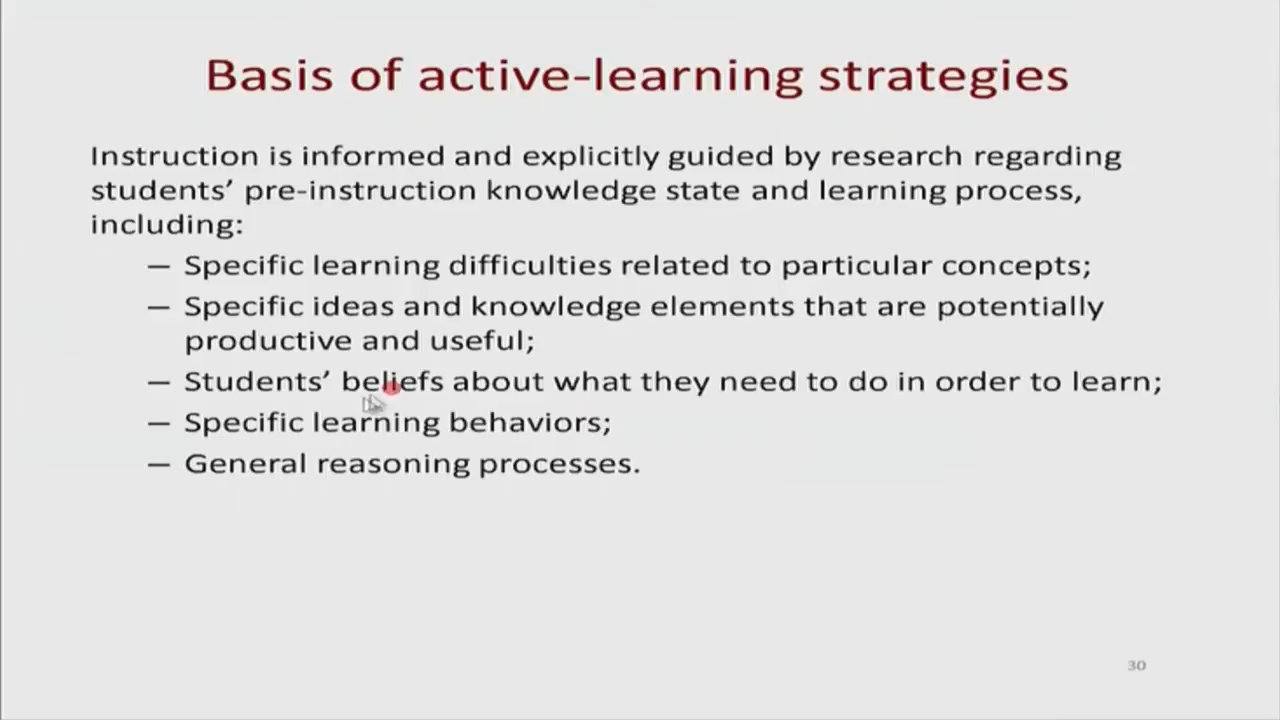 Basis of active-learning strategies
Instruction is informed and explicitly guided by research regarding
students’ pre-instruction knowledge state and learning process,
including:
— Specific learning difficulties related to particular concepts;
— Specific ideas and knowledge elements that are potentially
productive and useful;
— Students’ beliefs about what they need to do in order to learn;
— Specific learning behaviors;
— General reasoning processes.
30